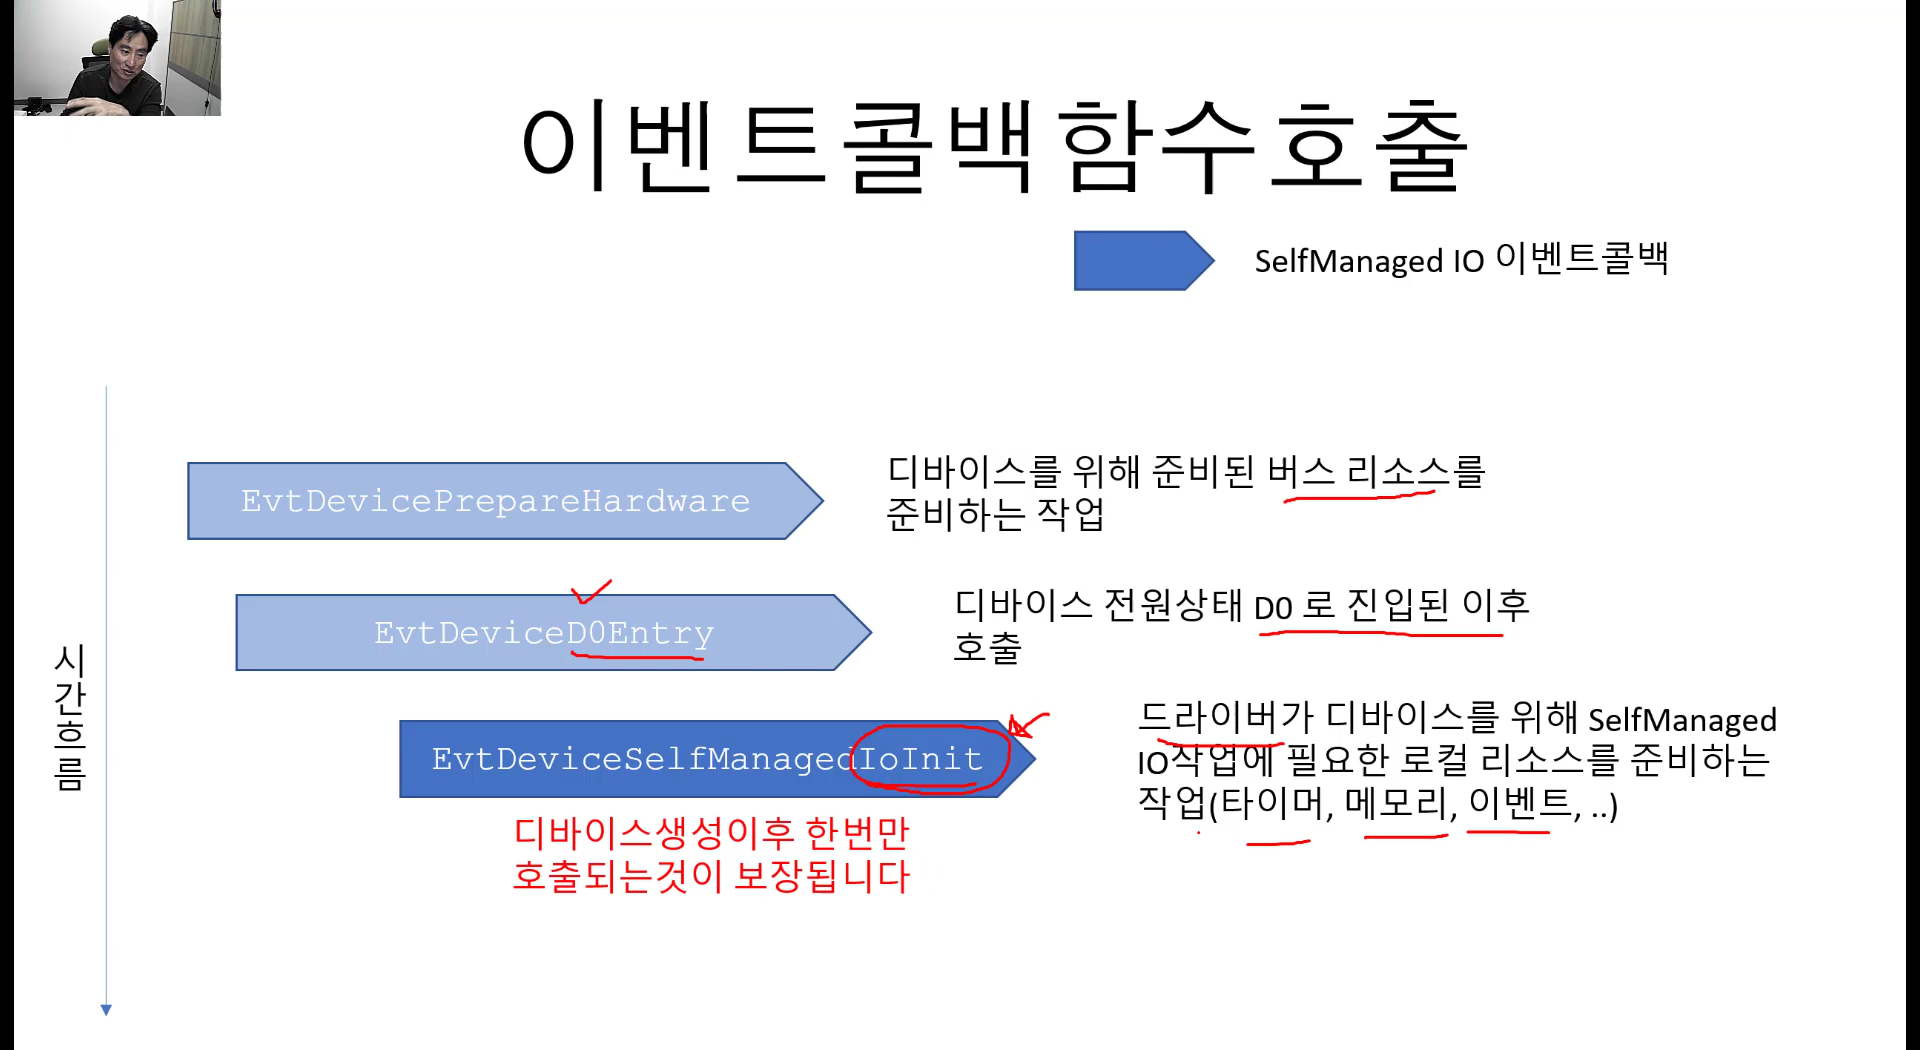 이벤트콜백함수호출
SelfManaged IO 이벤트콜백
시간흐름
EvtDevicePrepareHardware
디바이스를 위해 준비된 버스 리소스를
준비하는 작업
EvtDeviceD0Entry
디바이스 전원상태 D0 로 진입된 이후
호출
EvtDeviceSelfManagedIoInit
드라이버가 디바이스를 위해 SelfManaged
IO작업에 필요한 로컬 리소스를 준비하는
작업(타이머, 메모리, 이벤트, ..)
디바이스생성이후 한번만
호출되는것이 보장됩니다